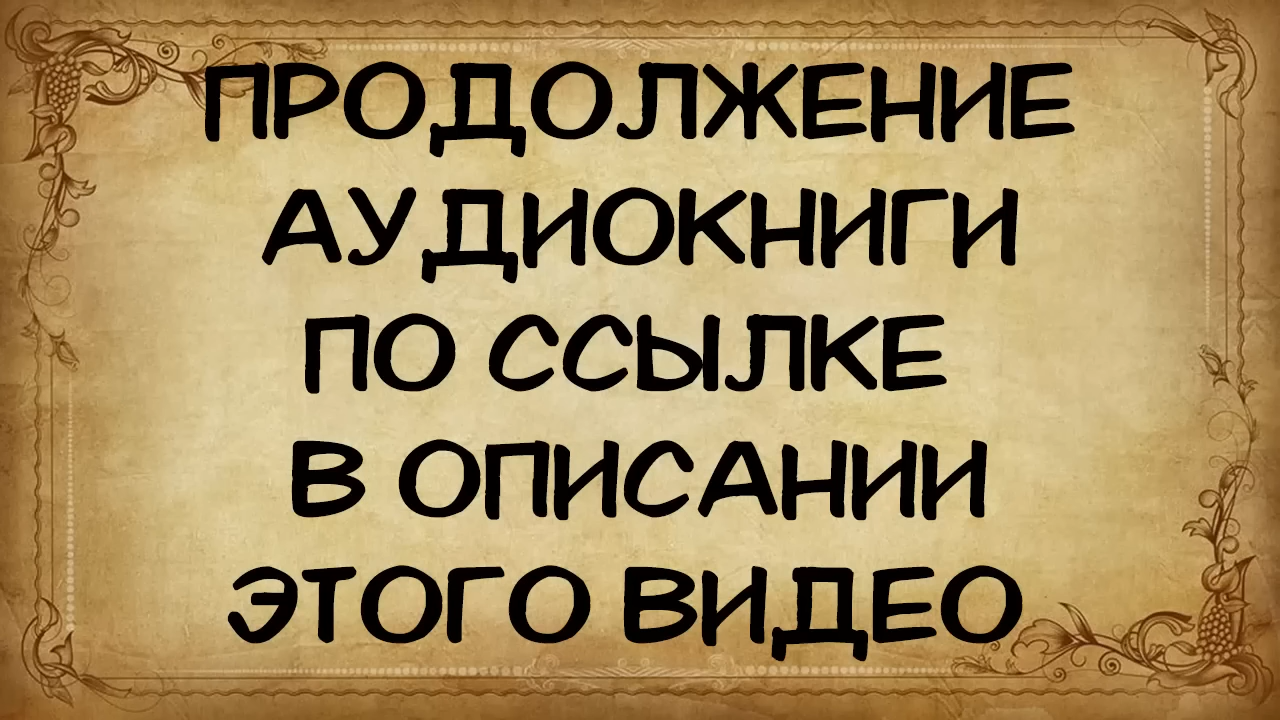 ПРОДОЛЖЕНИЕ
АУДИОКНИГИ
ПО ССЫЛКЕ
В ОПИСАНИИ
ЭТОГО ВИДЕО